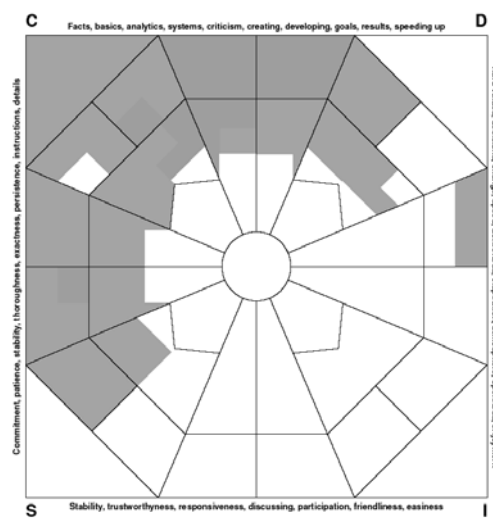 C
D
Facts, basics, analytics, systems, criticism, creating, developing, goals, results, speeding up
Commitment, patience, stability, thoroughness, exactness, persistence, instructions, details
S
I
Stability, trustworthyness, responsiveness, discussing, participation, friendliness, easiness